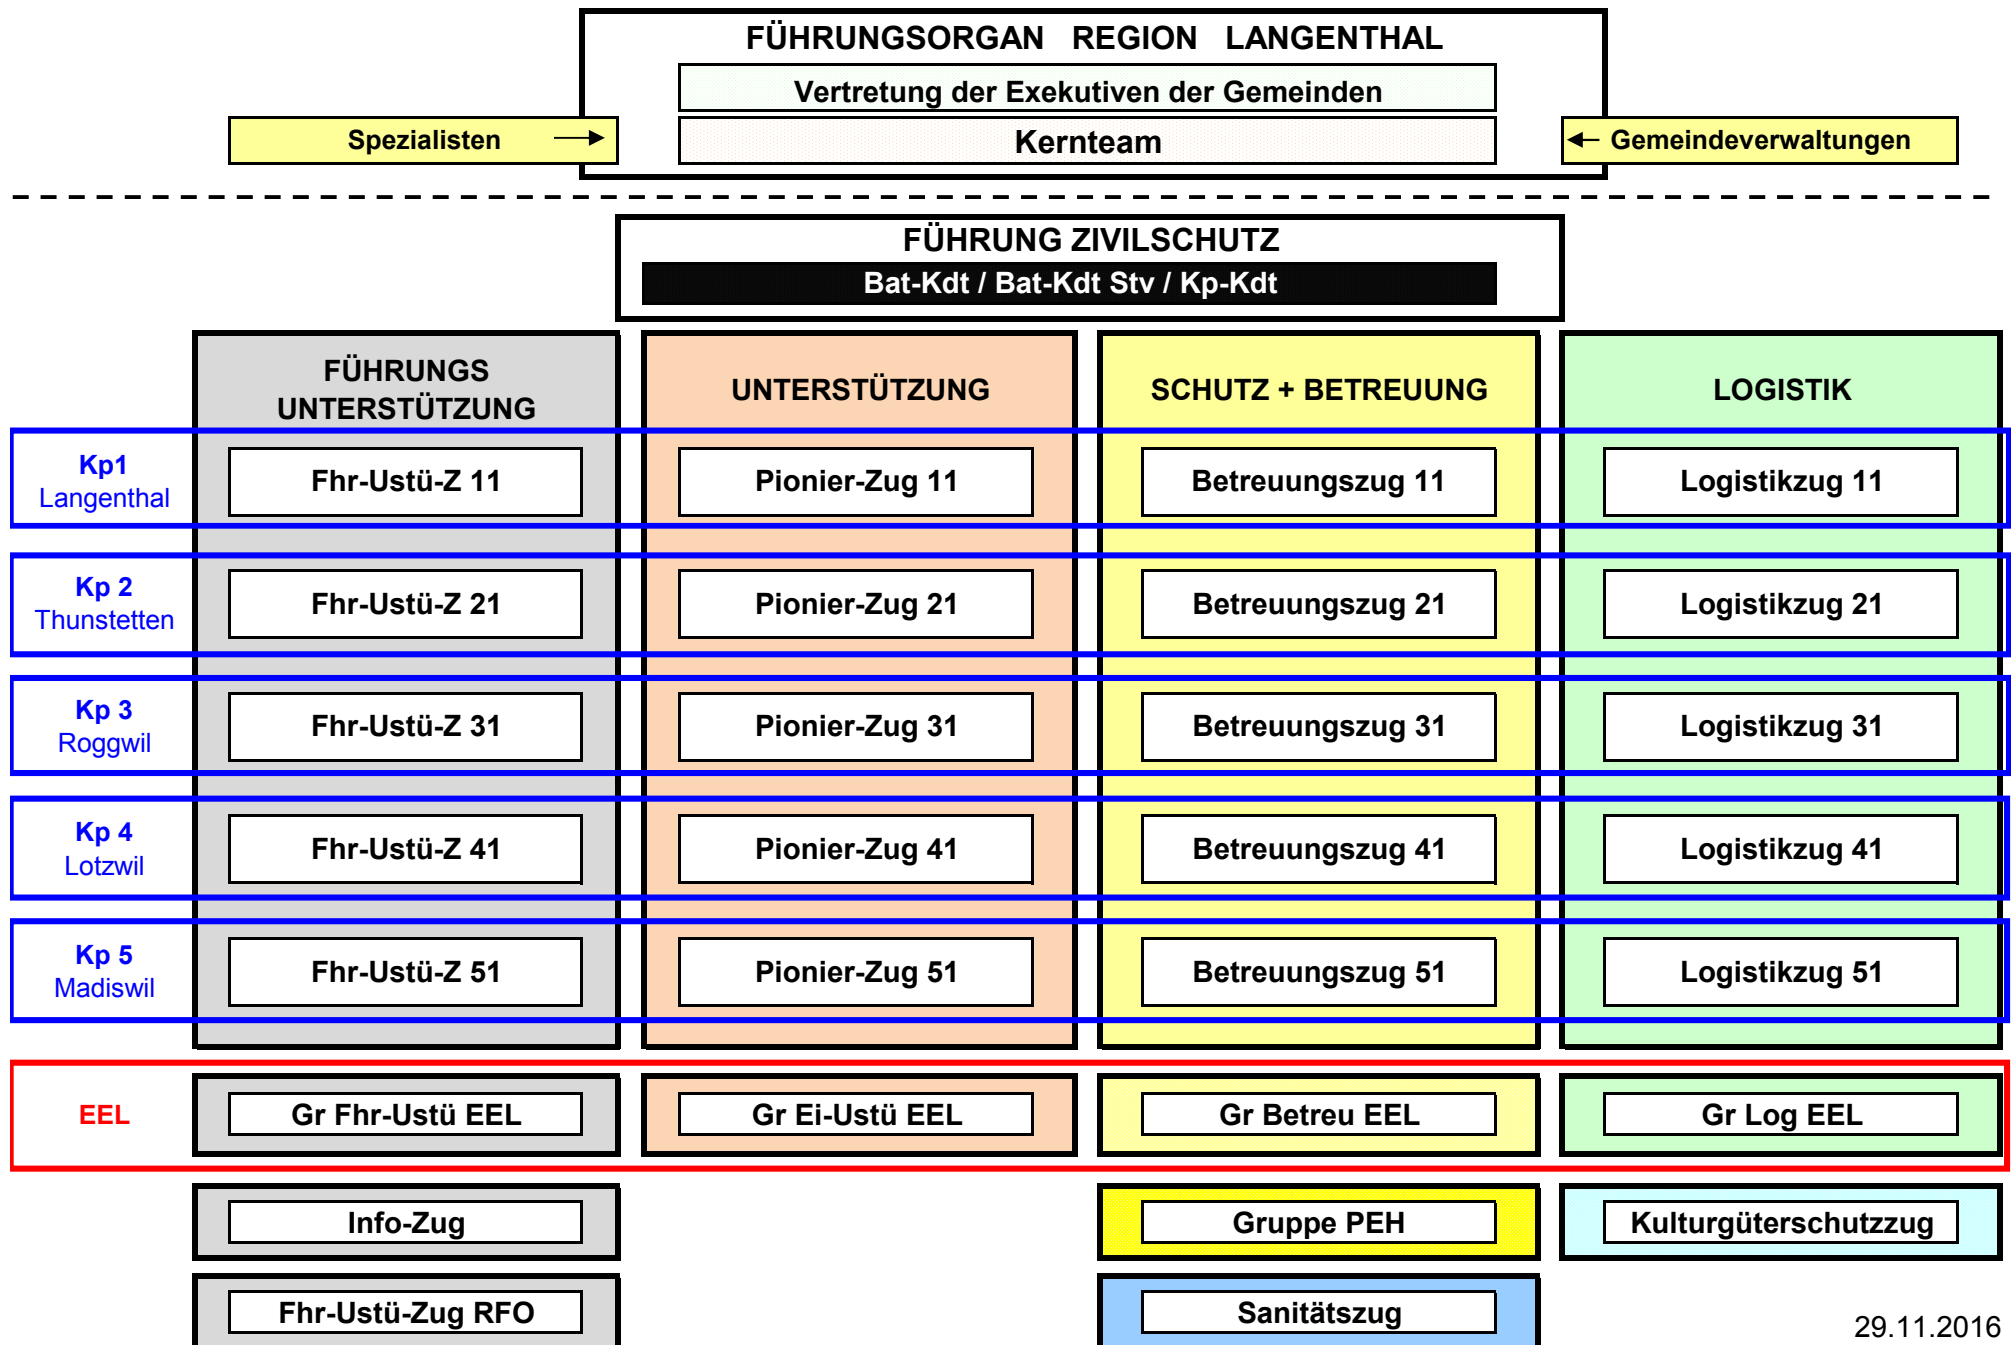 FÜHRUNGSORGAN REGION LANGENTHAL
Vertretung der Exekutiven der Gemeinden
Spezialisten
Kernteam
Gemeindeverwaltungen
FÜHRUNG ZIVILSCHUTZ
Bat-Kdt / Bat-Kdt Stv / Kp-Kdt
FÜHRUNGS
UNTERSTÜTZUNG
UNTERSTÜTZUNG
SCHUTZ + BETREUUNG
LOGISTIK
Kp1
Langenthal
Fhr-Ustü-Z 11
Pionier-Zug 11
Betreuungszug 11
Logistikzug 11
Kp 2
Thunstetten
Fhr-Ustü-Z 21
Pionier-Zug 21
Betreuungszug 21
Logistikzug 21
Kp 3
Roggwil
Fhr-Ustü-Z 31
Pionier-Zug 31
Betreuungszug 31
Logistikzug 31
Kp 4
Lotzwil
Fhr-Ustü-Z 41
Pionier-Zug 41
Betreuungszug 41
Logistikzug 41
Kp 5
Madiswil
Fhr-Ustü-Z 51
Pionier-Zug 51
Betreuungszug 51
Logistikzug 51
EEL
Gr Fhr-Ustü EEL
Gr Ei-Ustü EEL
Gr Betreu EEL
Gr Log EEL
Info-Zug
Gruppe PEH
Kulturgüterschutzzug
Fhr-Ustü-Zug RFO
Sanitätszug
29.11.2016